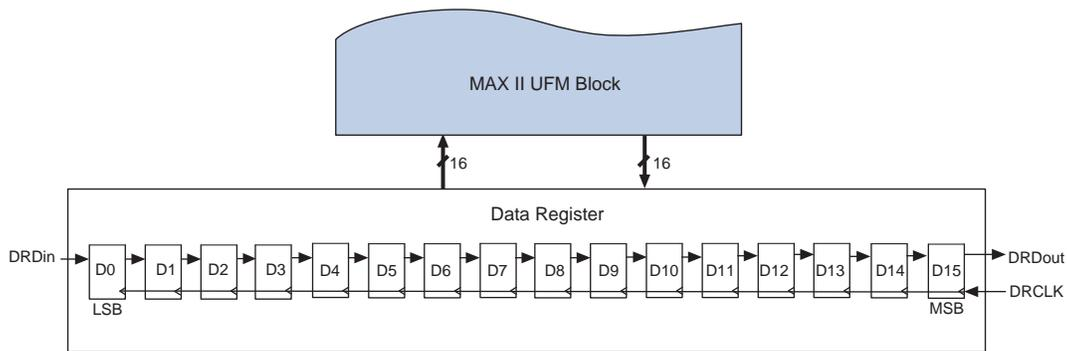 MAX II UFM Block
16 16
Data Register
DRDin D0 D1 D2 D3 D4 D5 D6 D7 D8 D9 D10 D11 D12 D13 D14 D15 DRDout
DRCLK
LSB MSB